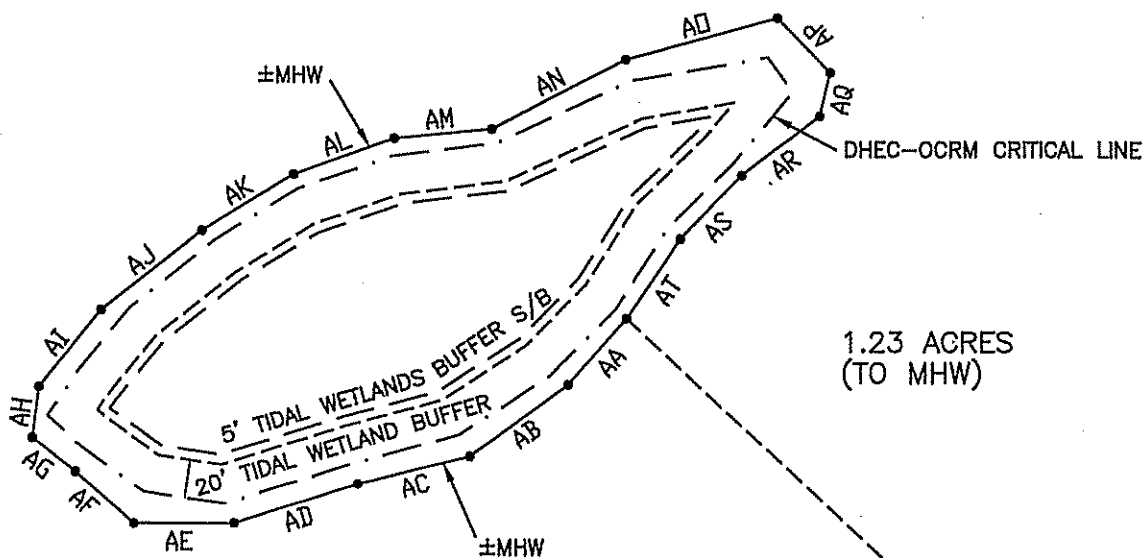 AO
AP
AN
±MHW
AQ
AM
AL
DHEC-OCRM CRITICAL LINE
AR
AK
AS
AJ
AT
5' TIDAL WETLANDS BUFFER S/B
AI
1.23 ACRES
(TO MHW)
AA
AH
20' TIDAL WETLAND BUFFER
AB
AG
AC
AF
AD
AE
±MHW